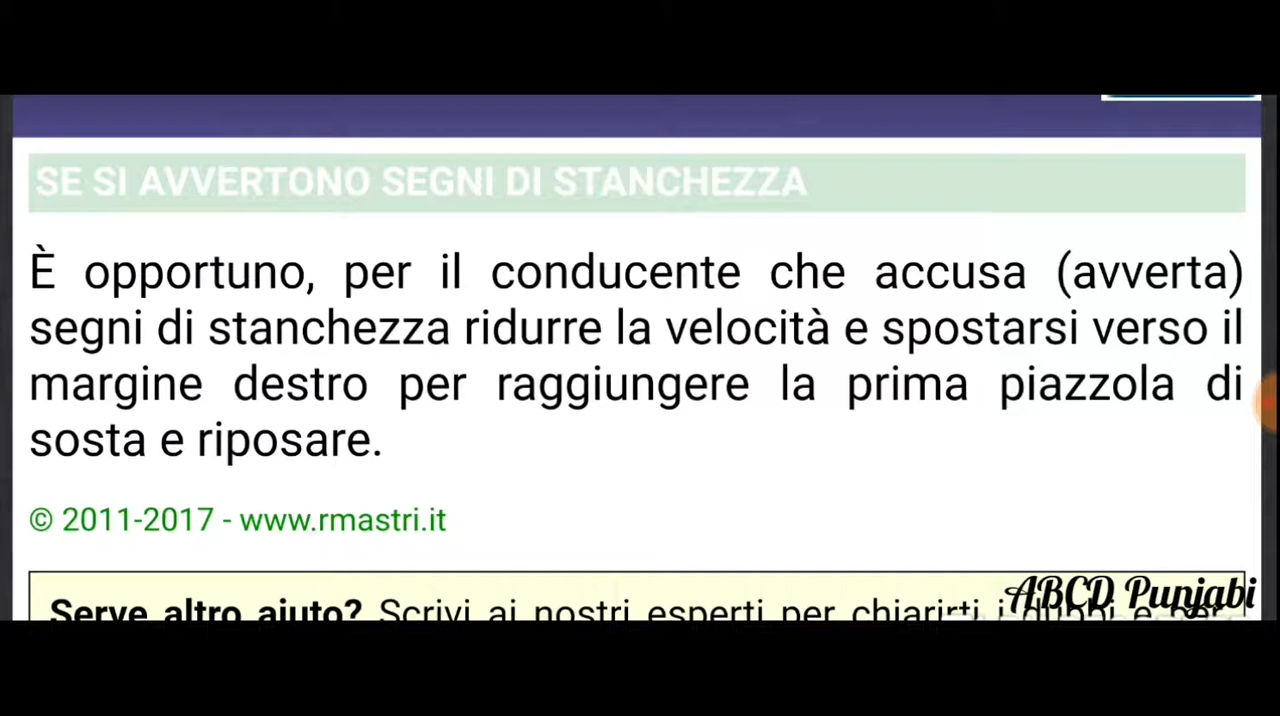 SE SI AVVERTONO SEGNI DI STANCHEZZA
È opportuno, per il conducente che accusa (avverta)
segni di stanchezza ridurre la velocità e spostarsi verso il
margine destro per raggiungere la prima piazzola di
sosta e riposare.
© 2011-2017 - www.rmastri.it
Serve altro aiuto? Scrivi ai nostri esperti per chiarirti i dubbi e per
ABCD Punjabi